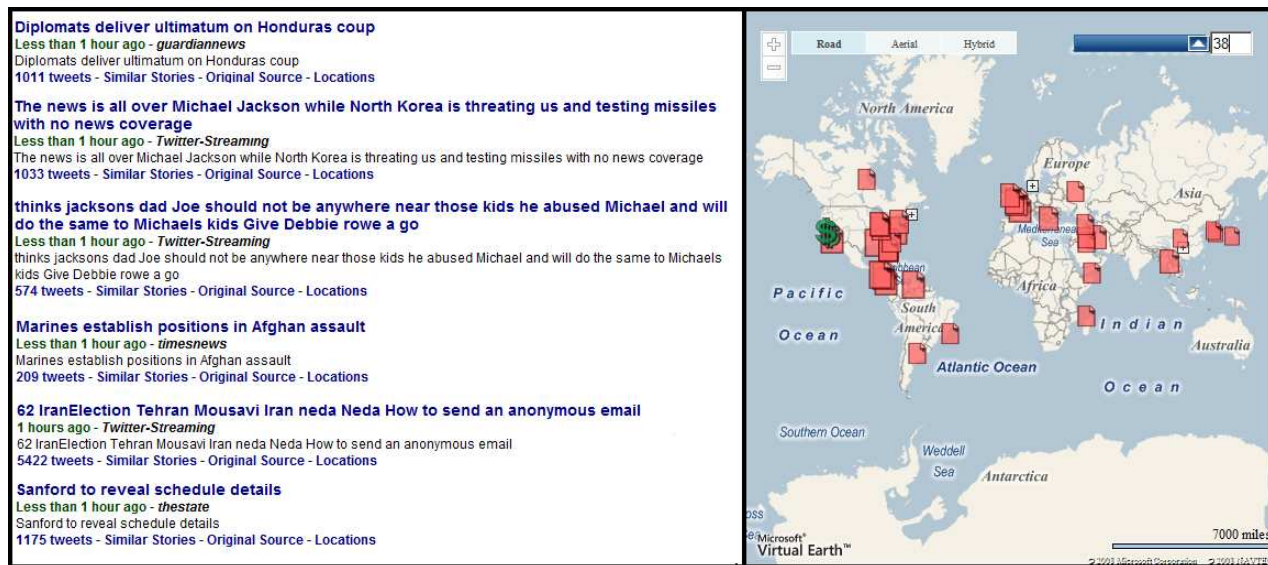 Diplomats deliver ultimatum on Honduras coup
Less than 1 hour ago - guardiannews
Diplomats deliver ultimatum on Honduras coup
1011 tweets - Similar Stories - Original Source - Locations
The news is all over Michael Jackson while North Korea is threating us and testing missiles
with no news coverage
Less than 1 hour ago - Twitter-Streaming
The news is all over Michael Jackson while North Korea is threating us and testing missiles with no news coverage
1033 tweets - Similar Stories - Original Source - Locations
thinks jacksons dad Joe should not be anywhere near those kids he abused Michael and will
do the same to Michaels kids Give Debbie rowe a go
Less than 1 hour ago - Twitter-Streaming
thinks jacksons dad Joe should not be anywhere near those kids he abused Michael and will do the same to Michaels
kids Give Debbie rowe a go
574 tweets - Similar Stories - Original Source - Locations
Marines establish positions in Afghan assault
Less than 1 hour ago - timesnews
Marines establish positions in Afghan assault
209 tweets - Similar Stories - Original Source - Locations
62 IranElection Tehran Mousavi Iran neda Neda How to send an anonymous email
1 hours ago - Twitter-Streaming
62 IranElection Tehran Mousavi Iran neda Neda How to send an anonymous email
5422 tweets - Similar Stories - Original Source - Locations
Sanford to reveal schedule details
Less than 1 hour ago - thestate
Sanford to reveal schedule details
1175 tweets - Similar Stories - Original Source - Locations
Road Aerial Hybrid
38
North America
Europe
Asia
Sea
Africa
Pacific
Ocean
South
America
Indian
Ocean
Australia
Atlantic Ocean
Southern Ocean
Weddell
Sea
Antarctica
7000 miles
Microsoft®
Virtual Earth™
© 2008 Microsoft Corporation © 2008 NAVTE